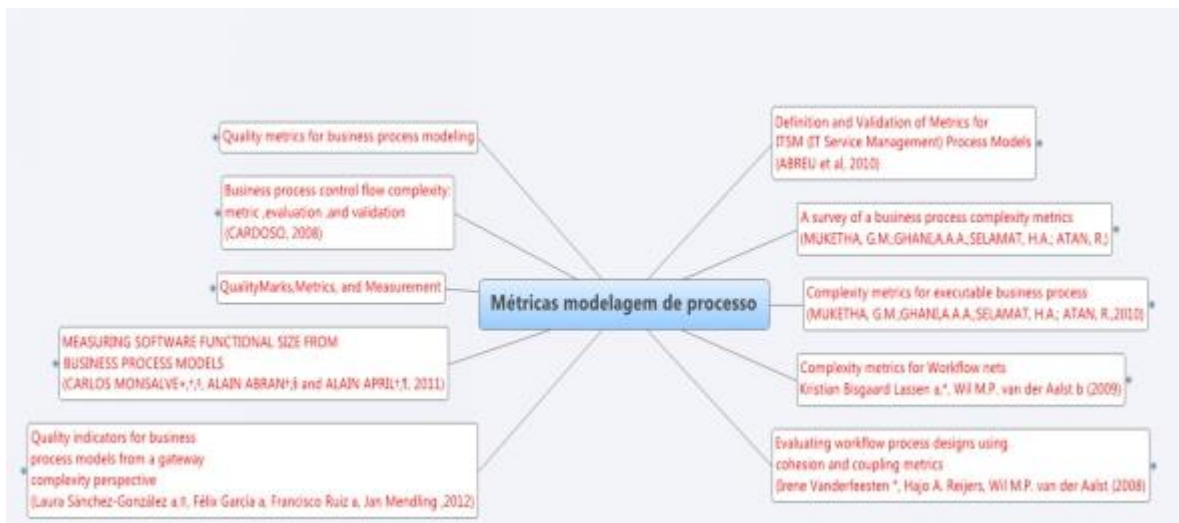 Quality metrics for business process modeling
Business process control flow complexity:
metric ,evaluation ,and validation
(CARDOSO, 2008)
QualityMarks,Metrics, and Measurement
MEASURING SOFTWARE FUNCTIONAL SIZE FROM
BUSINESS PROCESS MODELS
(CARLOS MONSALVE*,†,‡, ALAIN ABRAN†,§ and ALAIN APRIL†,¶, 2011)
Quality indicators for business
process models from a gateway
complexity perspective
(Laura Sánchez-González a,⇑, Félix García a, Francisco Ruiz a, Jan Mendling ,2012)
Métricas modelagem de processo
Definition and Validation of Metrics for
ITSM (IT Service Management) Process Models
(ABREU et al, 2010)
A survey of a business process complexity metrics
(MUKETHA, G.M.;GHANI,A.A.A.;SELAMAT, H.A.; ATAN, R.;)
Complexity metrics for executable business process
(MUKETHA, G.M.;GHANI,A.A.A.;SELAMAT, H.A.; ATAN, R.,2010)
Complexity metrics for Workflow nets
Kristian Bisgaard Lassen a,*, Wil M.P. van der Aalst b (2009)
Evaluating workflow process designs using
cohesion and coupling metrics
(Irene Vanderfeesten *, Hajo A. Reijers, Wil M.P. van der Aalst (2008)